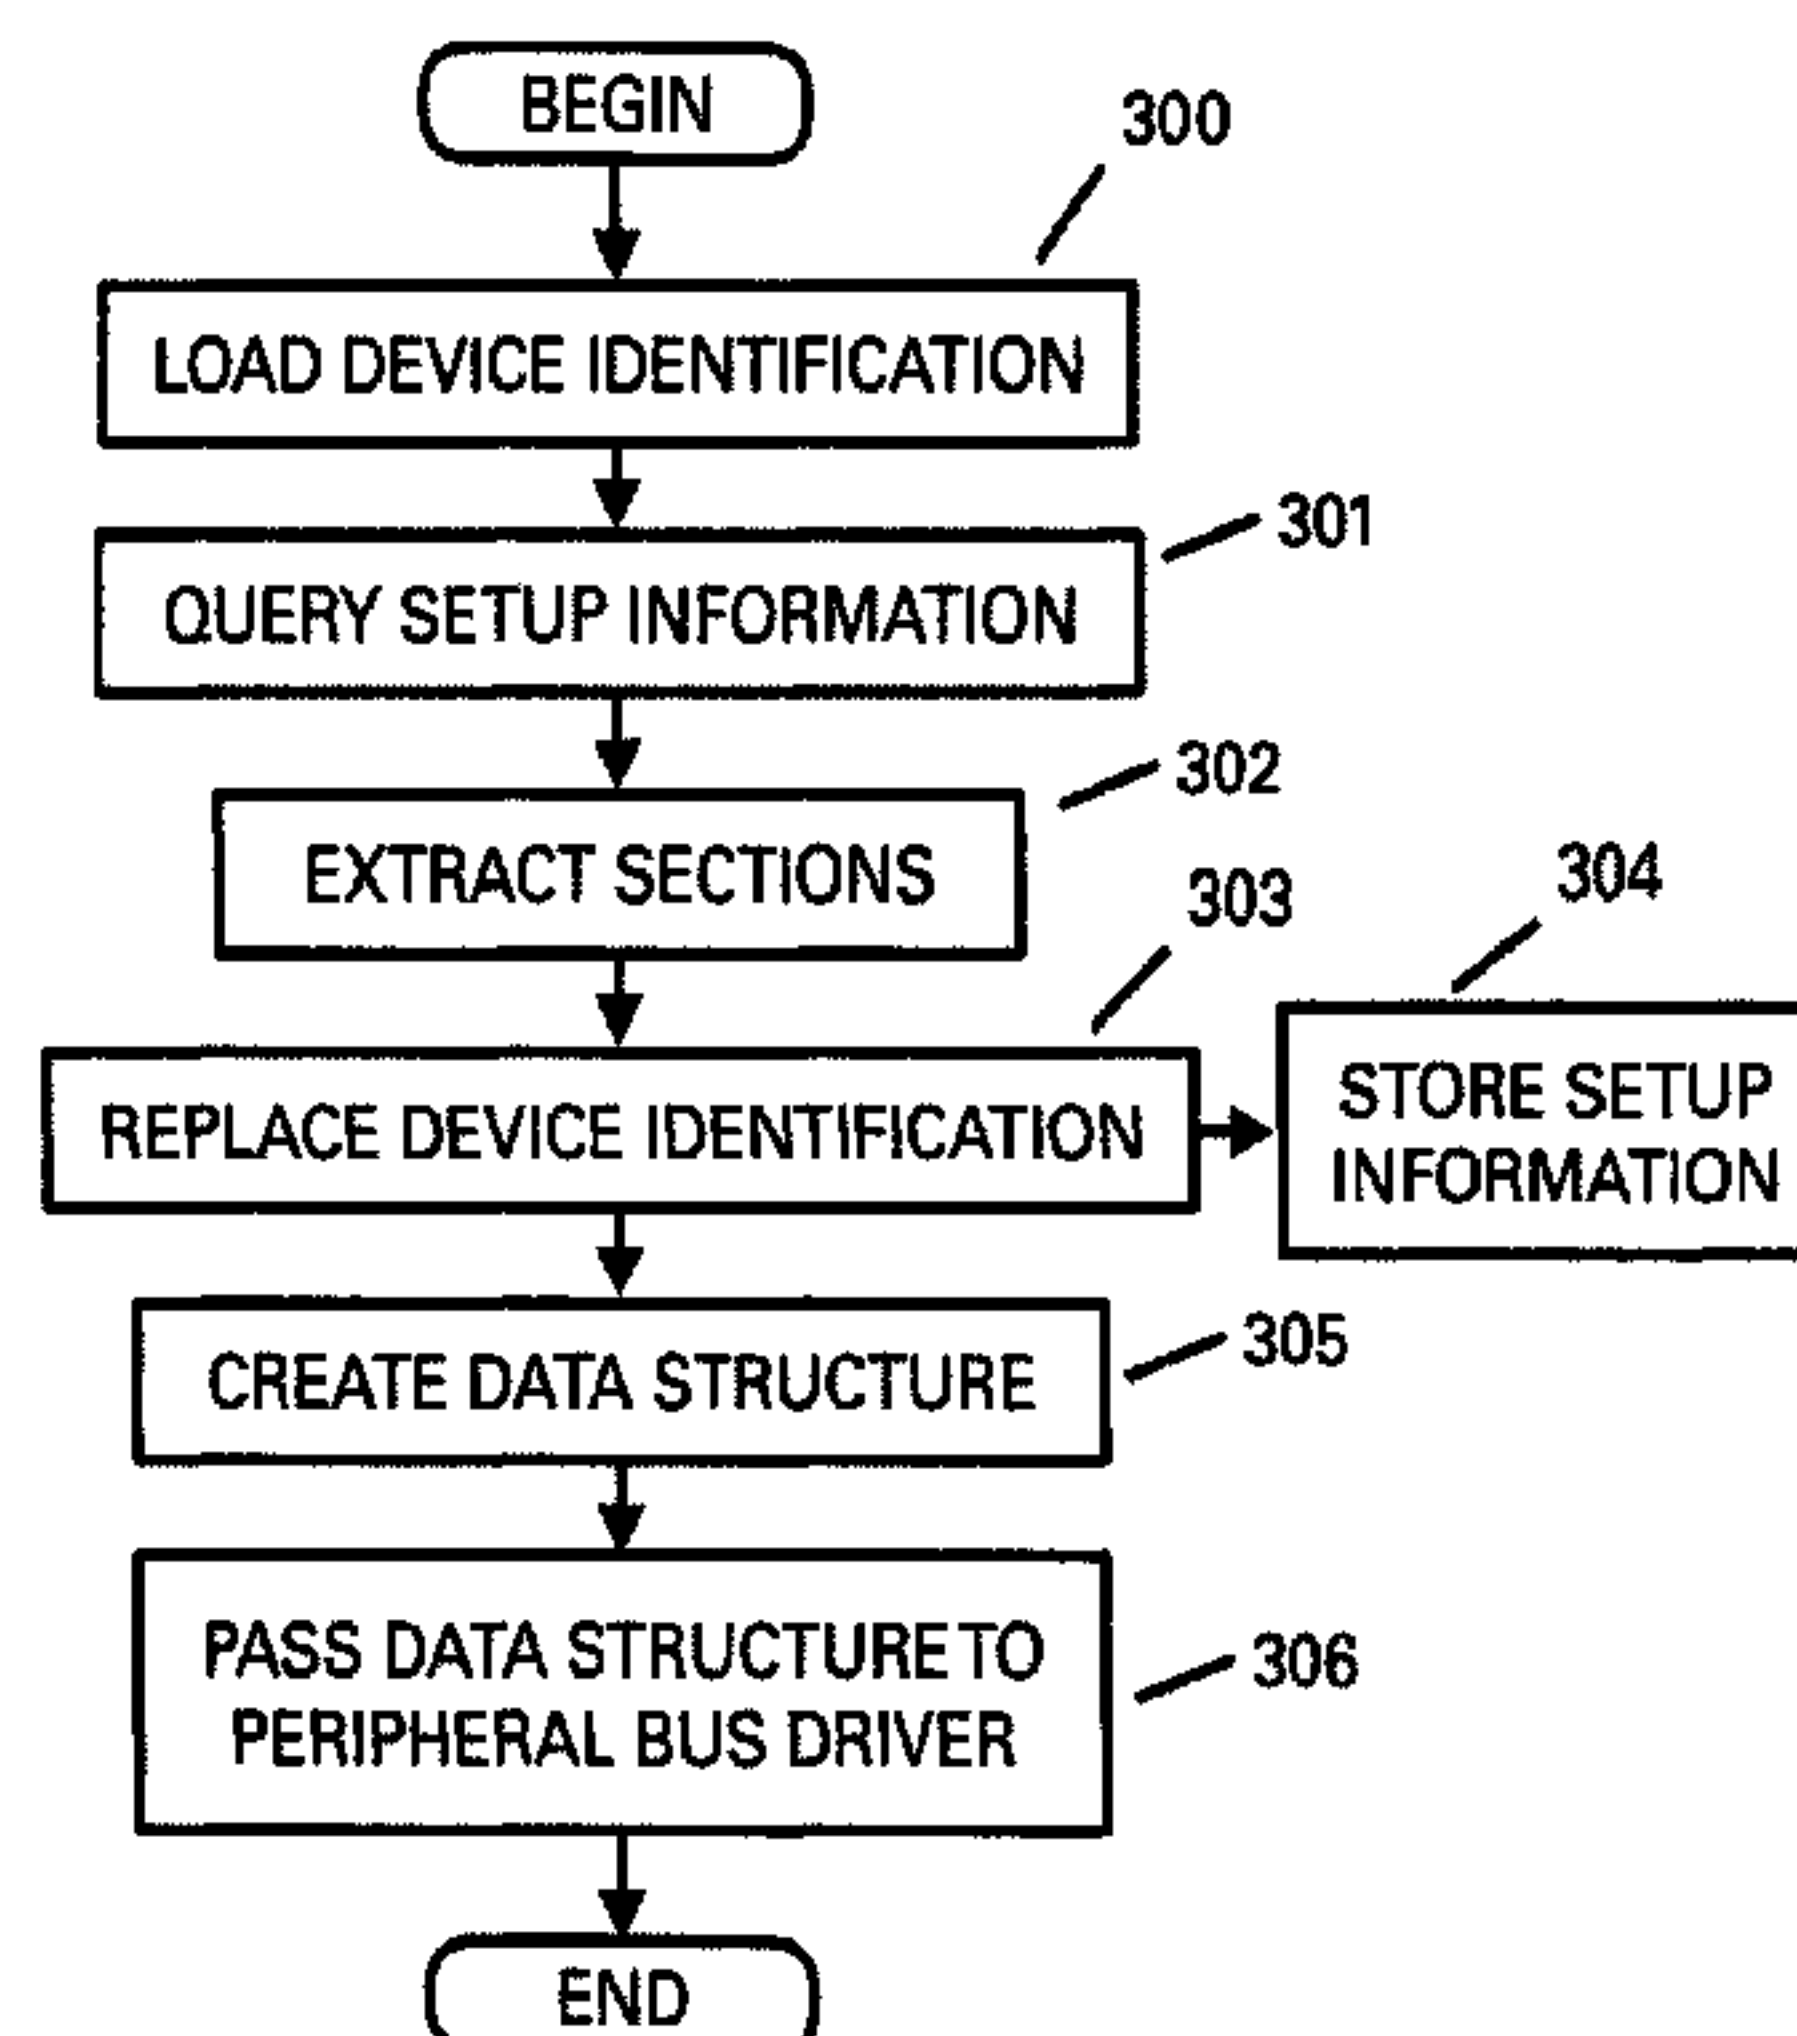 BEGIN
300
LOAD DEVICE IDENTIFICATION
301
QUERY SETUP INFORMATION
302
EXTRACT SECTIONS
303
304
REPLACE DEVICE IDENTIFICATION
STORE SETUP
INFORMATION
305
CREATE DATA STRUCTURE
306
PASS DATA STRUCTURE TO
PERIPHERAL BUS DRIVER
END